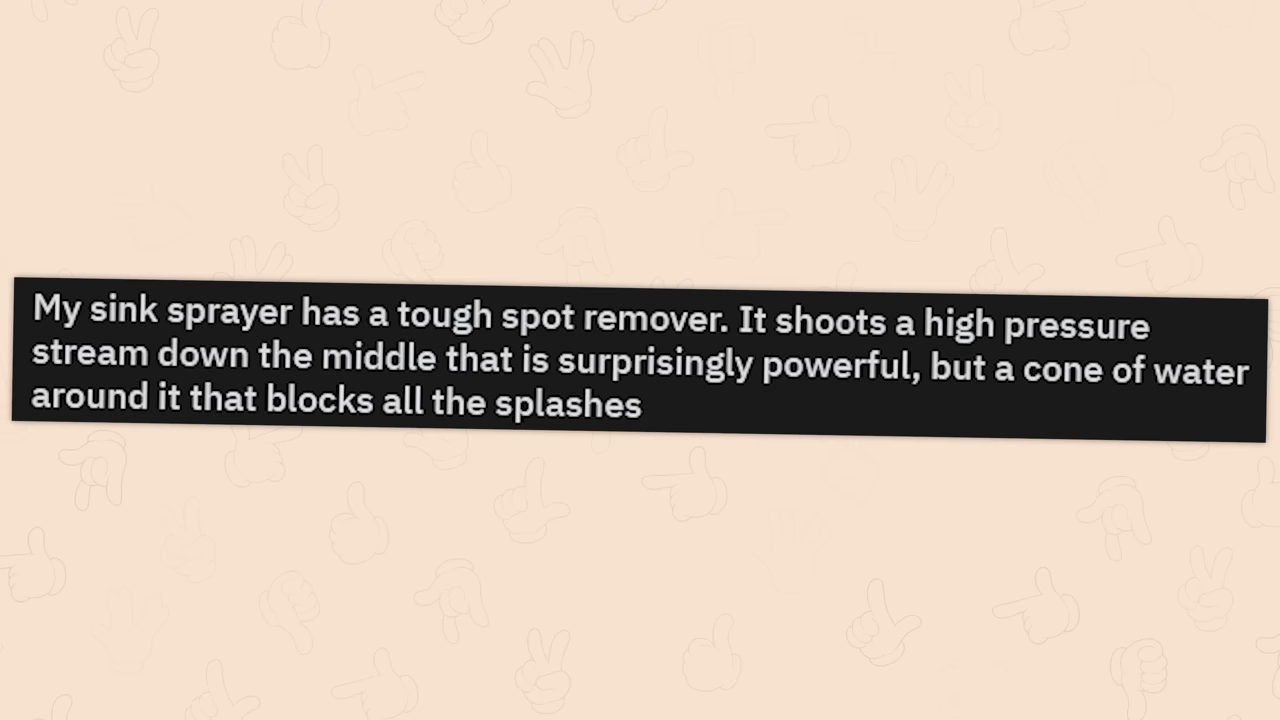 My sink sprayer has a tough spot remover. It shoots a high pressure
stream down the middle that is surprisingly powerful, but a cone of water
around it that blocks all the splashes